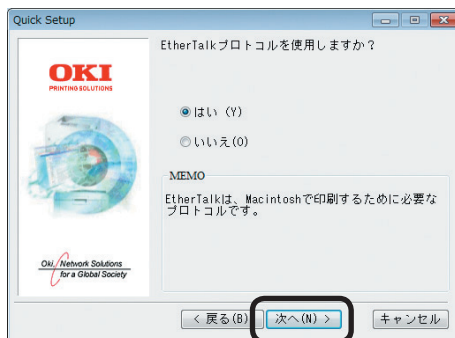 Quick Setup
EtherTalkプロトコルを使用しますか？
OKI
PRINTING SOLUTIONS
はい (Y)
いいえ(O)
MEMO
EtherTalkは、Macintoshで印刷するために必要な
プロトコルです。
Oki, Network Solutions
for a Global Society
< 戻る(B)
次へ(N) >
キャンセル